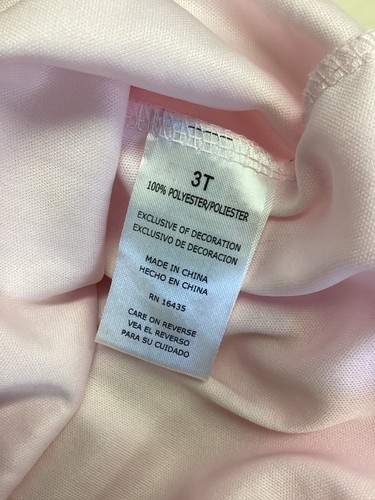 3T
100% POLYESTER/POLIESTER
EXCLUSIVE OF DECORATION
EXCLUSIVO DE DECORACION
MADE IN CHINA
HECHO EN CHINA
RN 16435
CARE ON REVERSE
VEA EL REVERSO
PARA SU CUIDADO